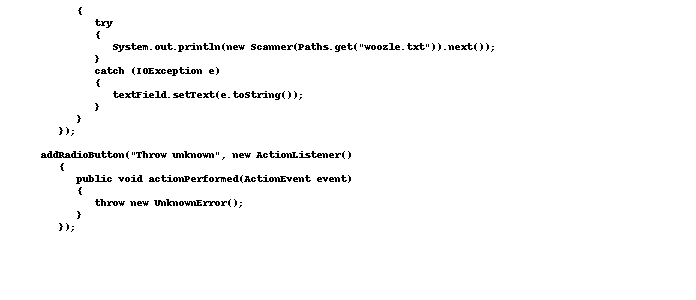 {
try
{
System.out.println(new Scanner(Paths.get("woozle.txt")).next());
}
catch (IOException e)
{
textField.setText(e.toString());
}
}
});
addRadioButton("Throw unknown", new ActionListener()
{
public void actionPerformed(ActionEvent event)
{
throw new UnknownError();
}
});